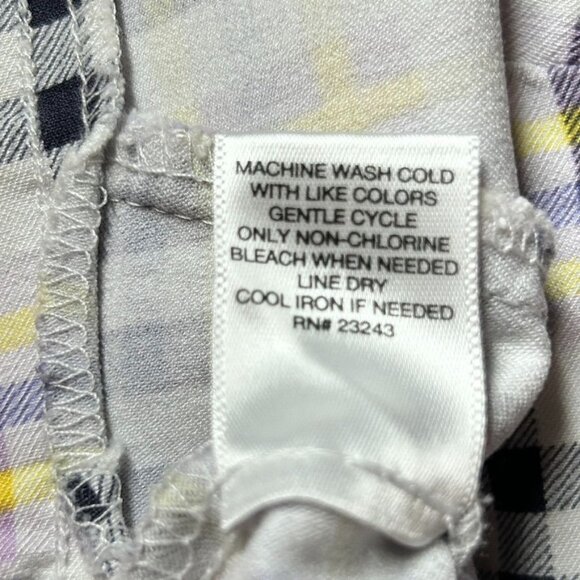 MACHINE WASH COLD
WITH LIKE COLORS
GENTLE CYCLE
ONLY NON-CHLORINE
BLEACH WHEN NEEDED
LINE DRY
COOL IRON IF NEEDED
RN# 23243